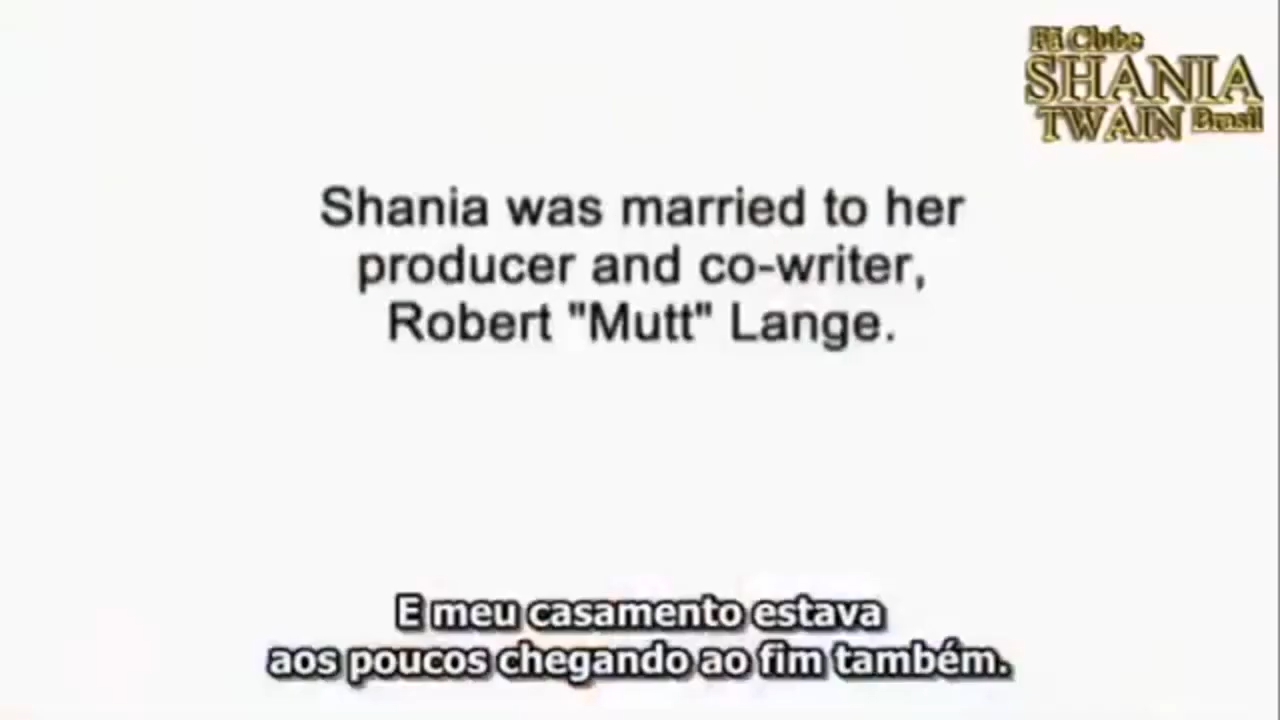 Fã Clube
SHANIA
TWAIN Brasil
Shania was married to her
producer and co-writer,
Robert "Mutt" Lange.
E meu casamento estava
aos poucos chegando ao fim também.